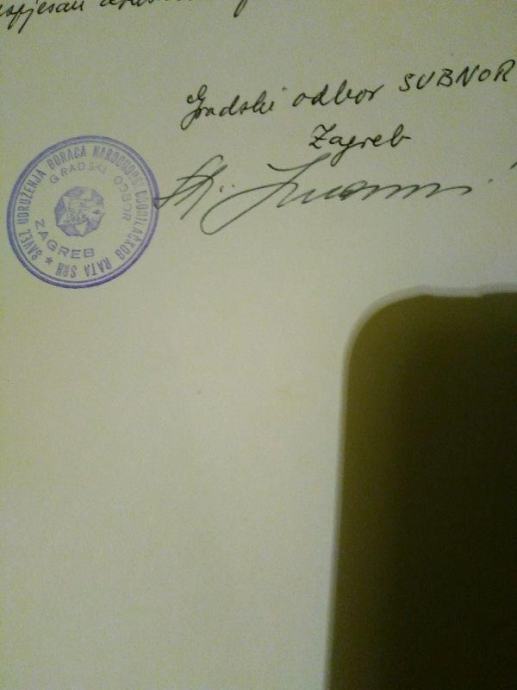 Gradski odbor SUBNOR
Zagreb
SAVEZ UDRUŽENJA BORACA NARODNOOSLOBODILAČKOG RATA SRH
GRADSKI ODBOR
ZAGREB